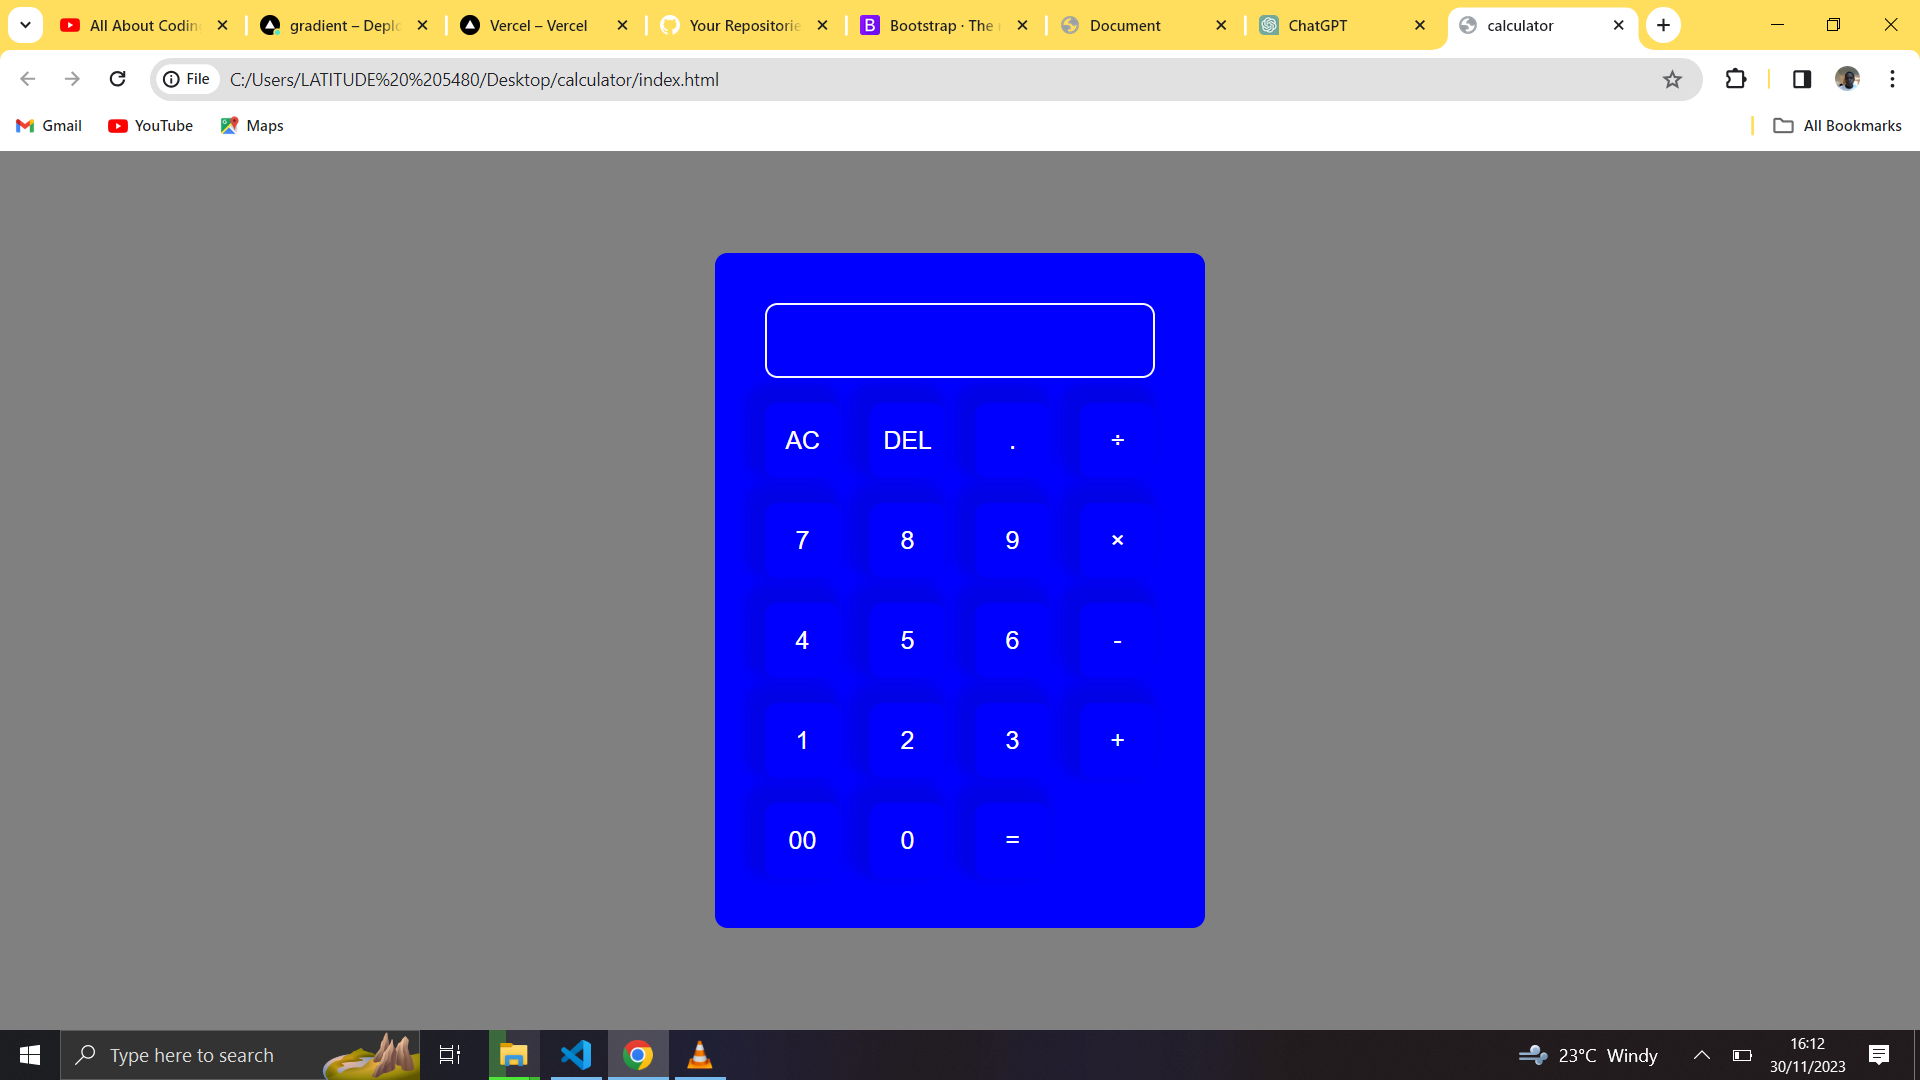 All About Coding
gradient – Deplo
Vercel – Vercel
Your Repositorie
Bootstrap · The
Document
ChatGPT
calculator
File
C:/Users/LATITUDE%20%205480/Desktop/calculator/index.html
Gmail
YouTube
Maps
All Bookmarks
AC DEL . ÷
7 8 9 ×
4 5 6 -
1 2 3 +
00 0 =
Type here to search
23°C Windy
16:12
30/11/2023